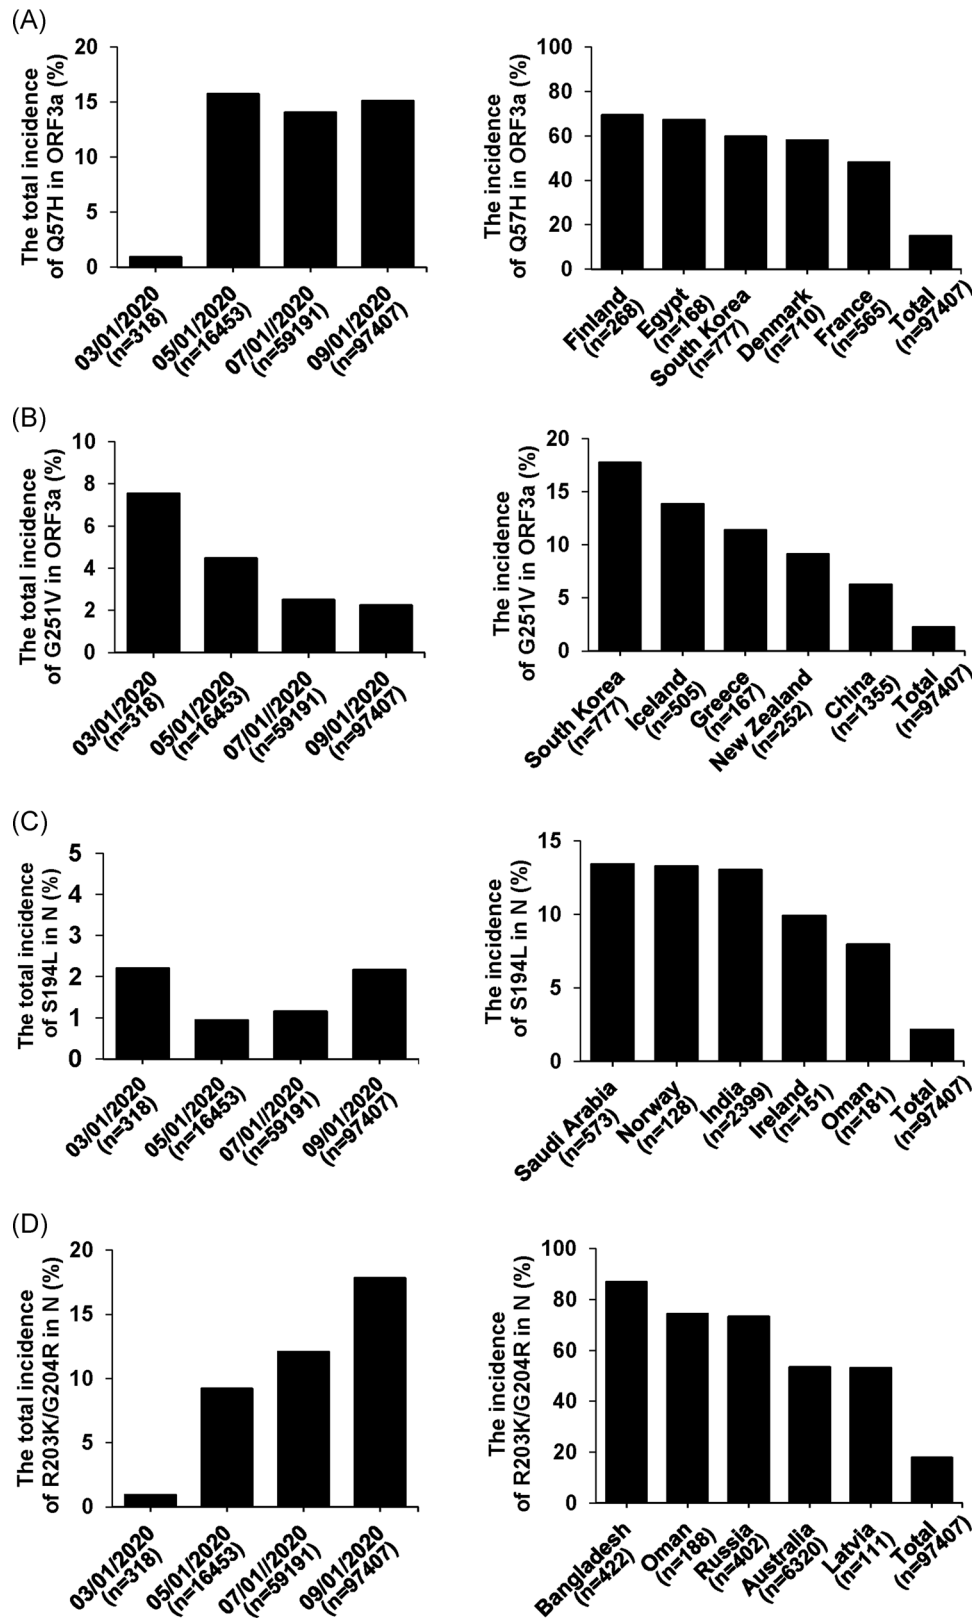 (A)
The total incidence
of Q57H in ORF3a (%)
20
15
10
5
0
03/01/2020
(n=318)
05/01/2020
(n=16453)
07/01//2020
(n=59191)
09/01/2020
(n=97407)
The incidence
of Q57H in ORF3a (%)
100
80
60
40
20
0
Finland
(n=268)
Egypt
(n=168)
South Korea
(n=777)
Denmark
(n=710)
France
(n=565)
Total
(n=97407)
(B)
The total incidence
of G251V in ORF3a (%)
10
8
6
4
2
0
03/01/2020
(n=318)
05/01/2020
(n=16453)
07/01//2020
(n=59191)
09/01/2020
(n=97407)
The incidence
of G251V in ORF3a (%)
20
15
10
5
0
South Korea
(n=777)
Iceland
(n=505)
Greece
(n=167)
New Zealand
(n=252)
China
(n=1355)
Total
(n=97407)
(C)
The total incidence
of S194L in N (%)
5
4
3
2
1
0
03/01/2020
(n=318)
05/01/2020
(n=16453)
07/01//2020
(n=59191)
09/01/2020
(n=97407)
The incidence
of S194L in N (%)
15
10
5
0
Saudi Arabia
(n=573)
Norway
(n=128)
India
(n=2399)
Ireland
(n=151)
Oman
(n=181)
Total
(n=97407)
(D)
The total incidence
of R203K/G204R in N (%)
20
15
10
5
0
03/01/2020
(n=318)
05/01/2020
(n=16453)
07/01//2020
(n=59191)
09/01/2020
(n=97407)
The incidence
of R203K/G204R in N (%)
100
80
60
40
20
0
Bangladesh
(n=422)
Oman
(n=188)
Russia
(n=402)
Australia
(n=6320)
Latvia
(n=111)
Total
(n=97407)